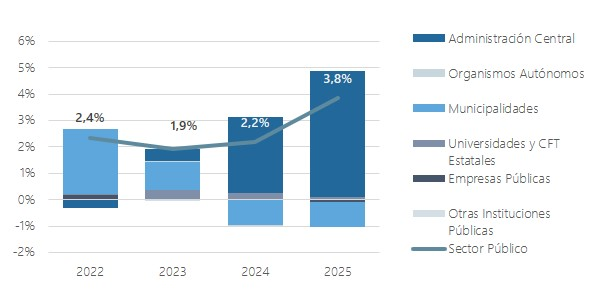 6%
5%
4%
3%
2%
1%
0%
-1%
-2%
2,4%
1,9%
2,2%
3,8%
2022
2023
2024
2025
Administración Central
Organismos Autónomos
Municipalidades
Universidades y CFT
Estatales
Empresas Públicas
Otras Instituciones
Públicas
Sector Público